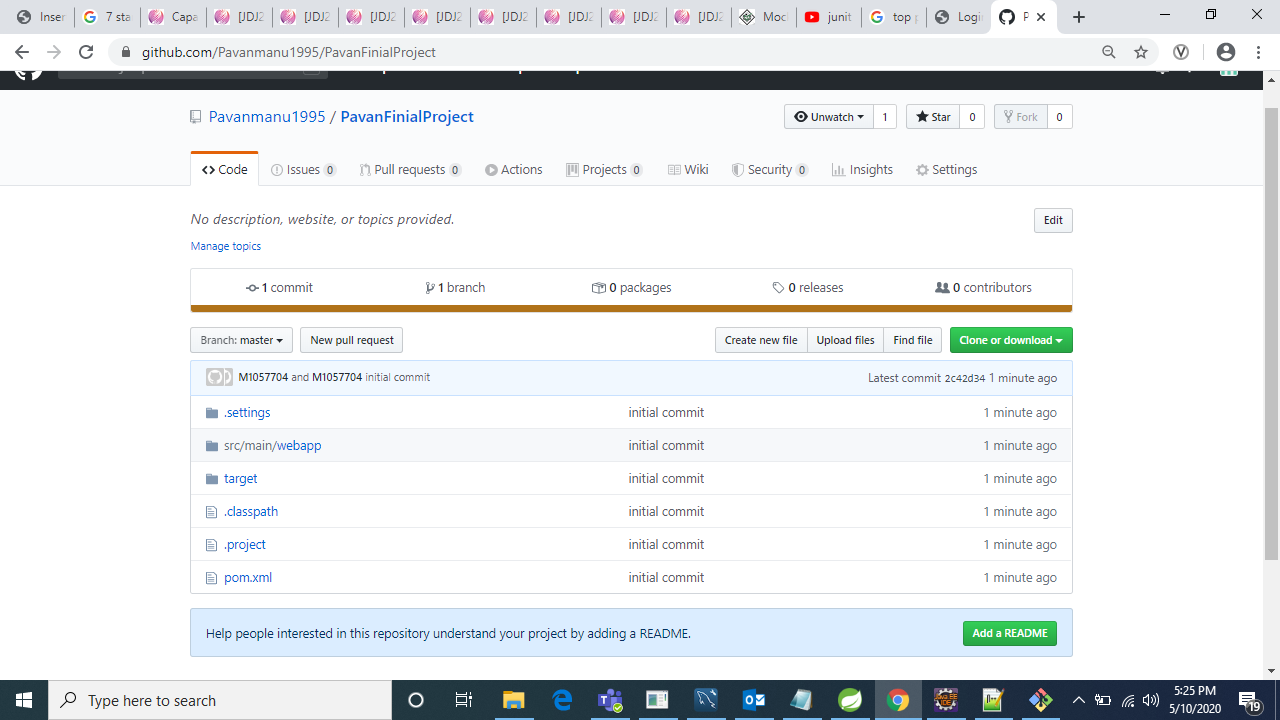 Inser
7 sta
Capa
[JDJ2
[JDJ2
[JDJ2
[JDJ2
[JDJ2
[JDJ2
Moc
junit
top p
Login
P
github.com/Pavanmanu1995/PavanFinialProject
Pavanmanu1995 / PavanFinialProject
Unwatch 1 Star 0 Fork 0
Code Issues 0 Pull requests 0 Actions Projects 0 Wiki Security 0 Insights Settings
No description, website, or topics provided. Edit
Manage topics
1 commit 1 branch 0 packages 0 releases 0 contributors
Branch: master New pull request Create new file Upload files Find file Clone or download
M1057704 and M1057704 initial commit Latest commit 2c42d34 1 minute ago
.settings initial commit 1 minute ago
src/main/webapp initial commit 1 minute ago
target initial commit 1 minute ago
.classpath initial commit 1 minute ago
.project initial commit 1 minute ago
pom.xml initial commit 1 minute ago
Help people interested in this repository understand your project by adding a README. Add a README
Type here to search
5:25 PM
5/10/2020
19